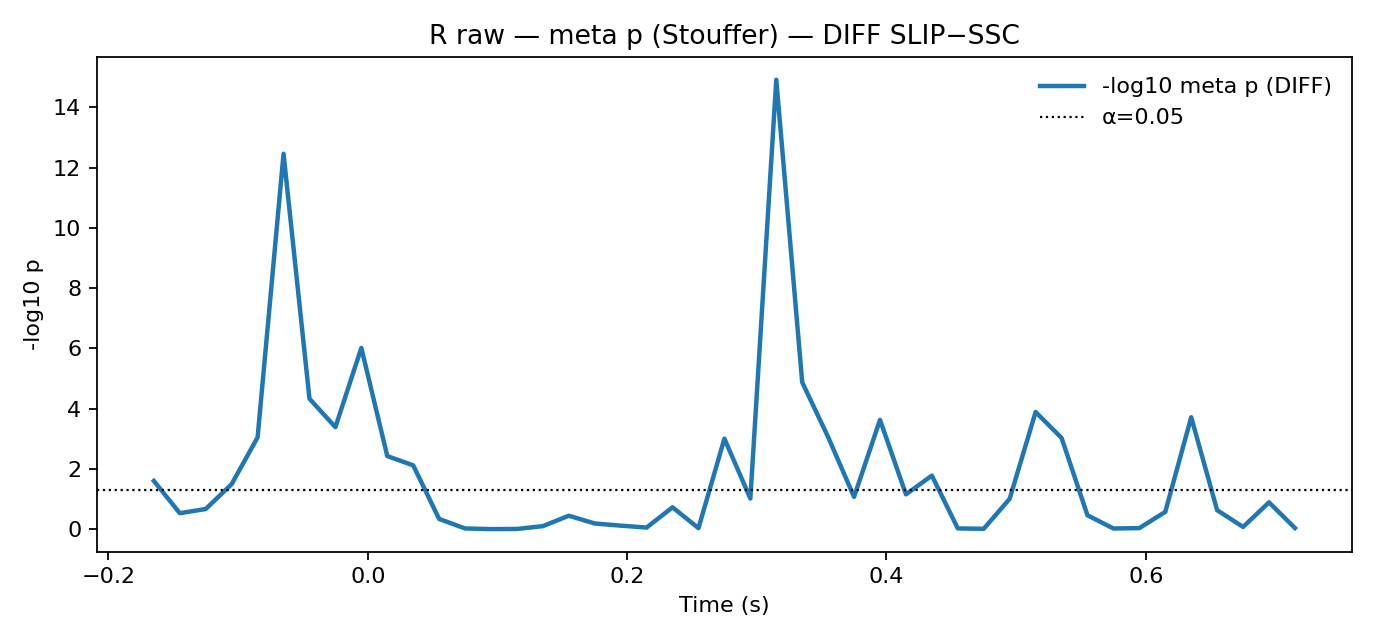 R raw — meta p (Stouffer) — DIFF SLIP−SSC
-log10 meta p (DIFF)
α=0.05
-log10 p
14
12
10
8
6
4
2
0
−0.2
0.0
0.2
0.4
0.6
Time (s)